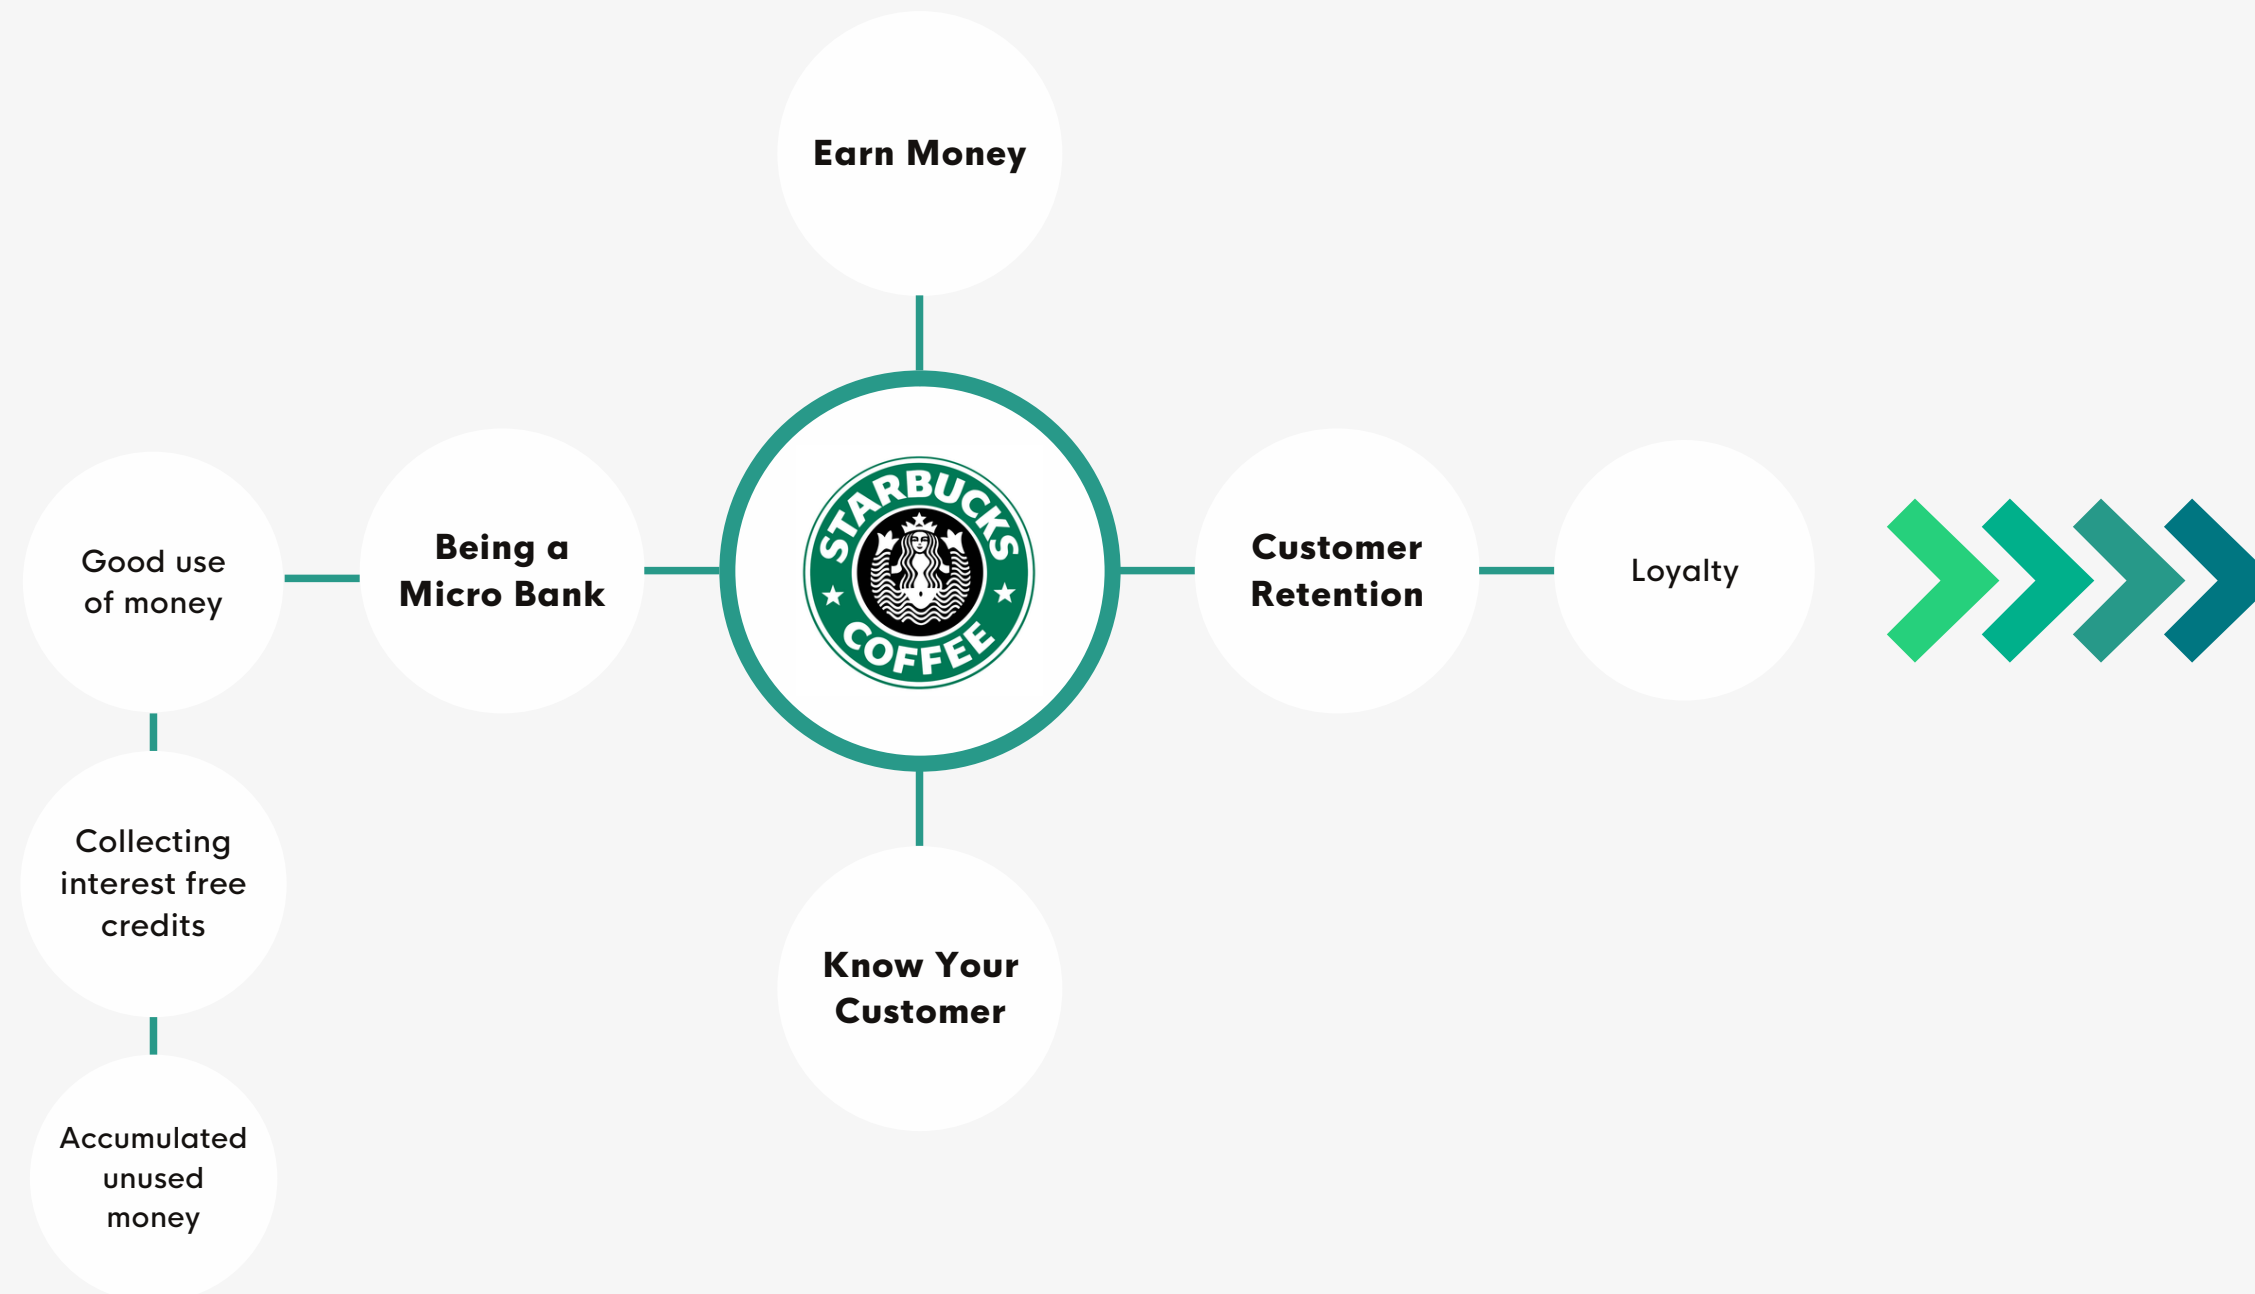 Earn Money
Good use
of money
Being a
Micro Bank
STARBUCKS
COFFEE
Customer
Retention
Loyalty
Collecting
interest free
credits
Know Your
Customer
Accumulated
unused
money